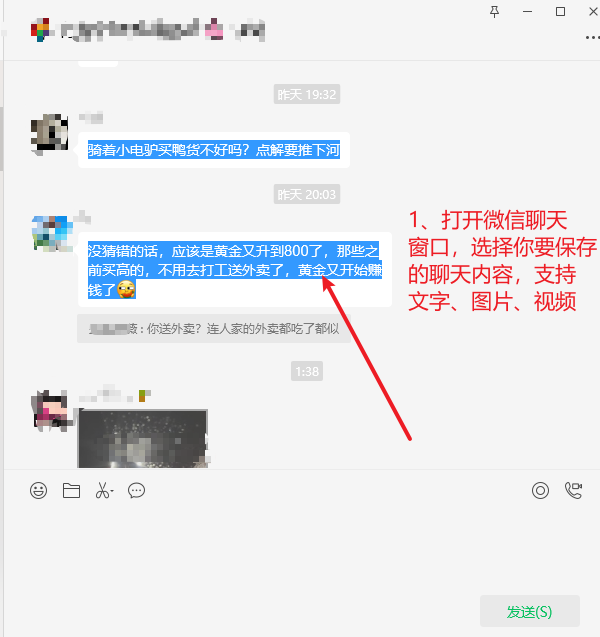 昨天 19:32
骑着小电驴买鸭货不好吗？点解要推下河
昨天 20:03
没猜错的话，应该是黄金又升到800了，那些之
前买高的，不用去打工送外卖了，黄金又开始赚
钱了
薇 : 你送外卖？连人家的外卖都吃了都似
1:38
1、打开微信聊天
窗口，选择你要保存
的聊天内容，支持
文字、图片、视频
发送(S)